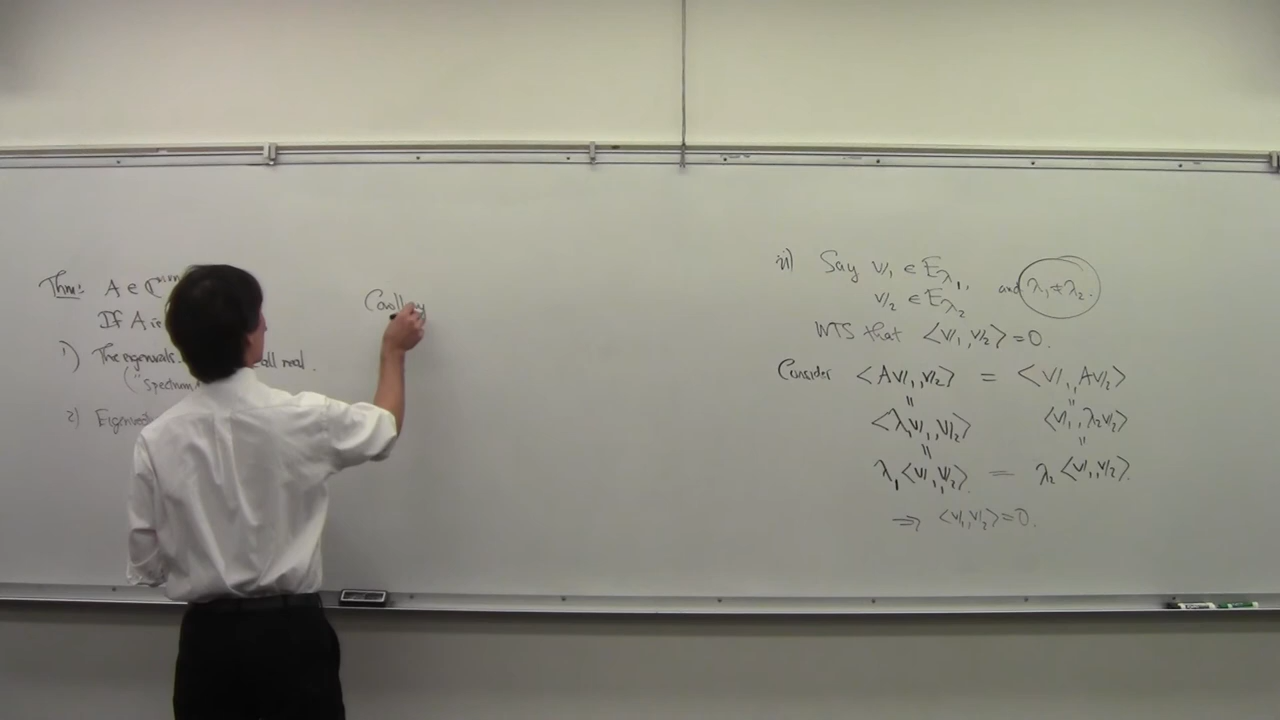 Thm: A ∈ ℂ
If A is
1) The eigenvals. all real.
("spectrum
2) Eigenvect
Corollary
ii) Say v₁ ∈ E_λ₁, and λ₁ ≠ λ₂.
v₂ ∈ E_λ₂
WTS that <v₁, v₂> = 0.
Consider <Av₁, v₂> = <v₁, Av₂>
" "
<λ₁v₁, v₂> <v₁, λ₂v₂>
" "
λ₁<v₁, v₂> = λ₂<v₁, v₂>.
⇒ <v₁, v₂> = 0.